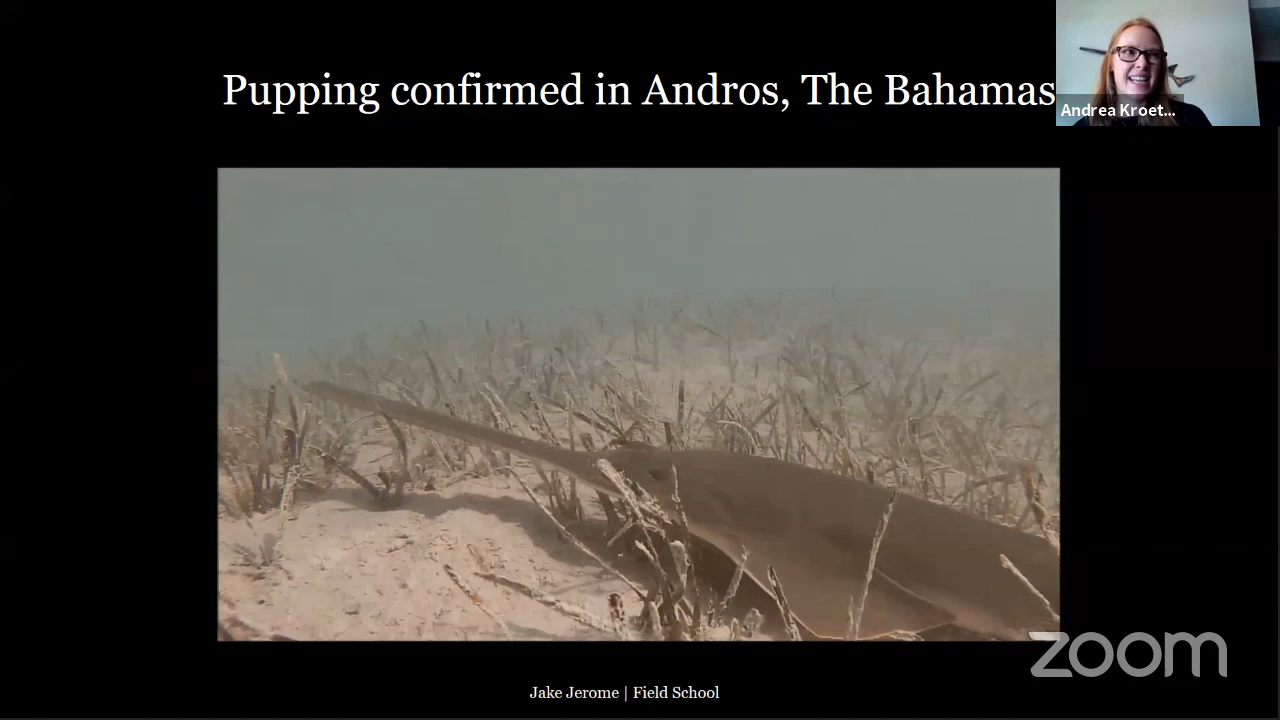 Pupping confirmed in Andros, The Bahamas
Andrea Kroet...
Jake Jerome | Field School
zoom